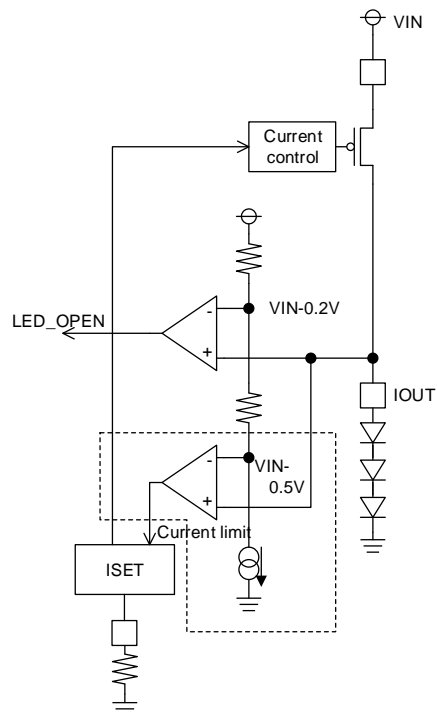 VIN
Current
control
VIN-0.2V
LED_OPEN
-
+
IOUT
-
VIN-
0.5V
+
Current limit
ISET